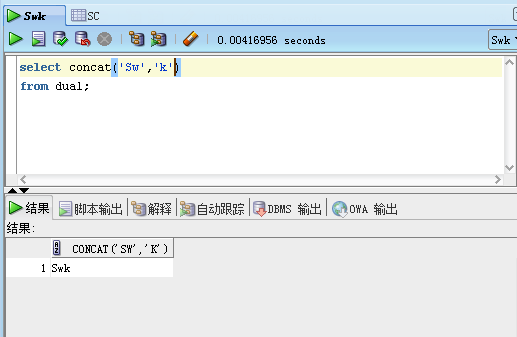 Swk SC
0.00416956 seconds Swk
select concat('Sw','k')
from dual;
结果 脚本输出 解释 自动跟踪 DBMS 输出 OWA 输出
结果:
CONCAT('SW','K')
1 Swk